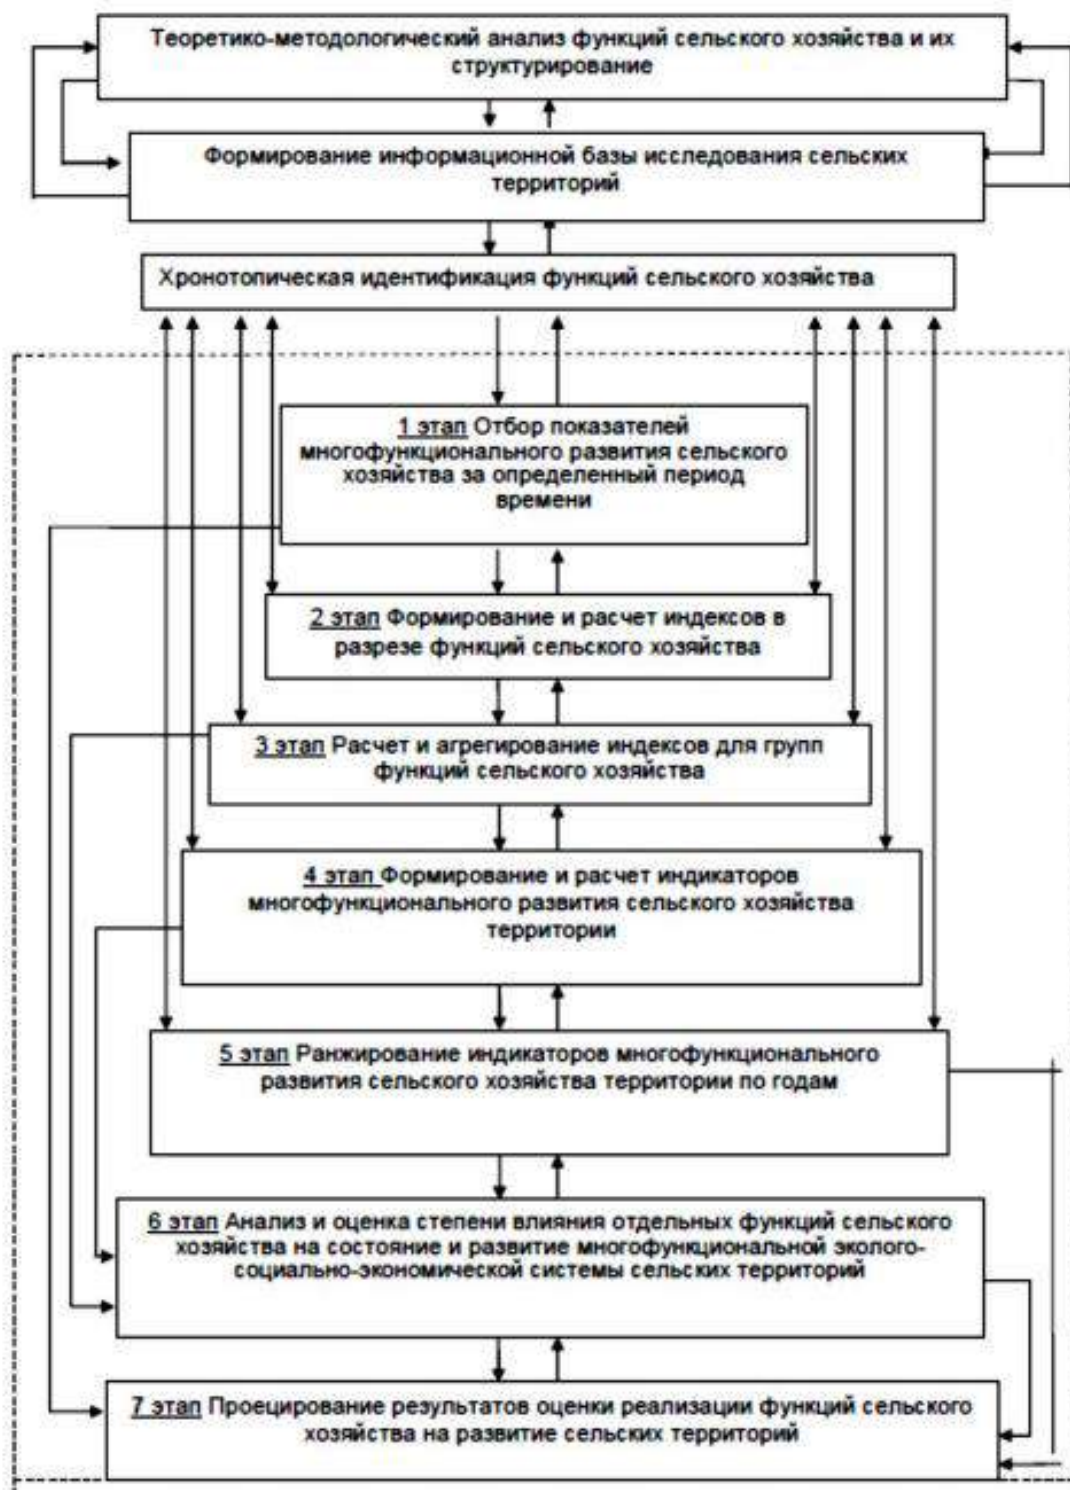 Теоретико-методологический анализ функций сельского хозяйства и их
структурирование
Формирование информационной базы исследования сельских
территорий
Хронотопическая идентификация функций сельского хозяйства
1 этап Отбор показателей
многофункционального развития сельского
хозяйства за определенный период
времени
2 этап Формирование и расчет индексов в
разрезе функций сельского хозяйства
3 этап Расчет и агрегирование индексов для групп
функций сельского хозяйства
4 этап Формирование и расчет индикаторов
многофункционального развития сельского хозяйства
территории
5 этап Ранжирование индикаторов многофункционального
развития сельского хозяйства территории по годам
6 этап Анализ и оценка степени влияния отдельных функций сельского
хозяйства на состояние и развитие многофункциональной эколого-
социально-экономической системы сельских территорий
7 этап Проецирование результатов оценки реализации функций сельского
хозяйства на развитие сельских территорий